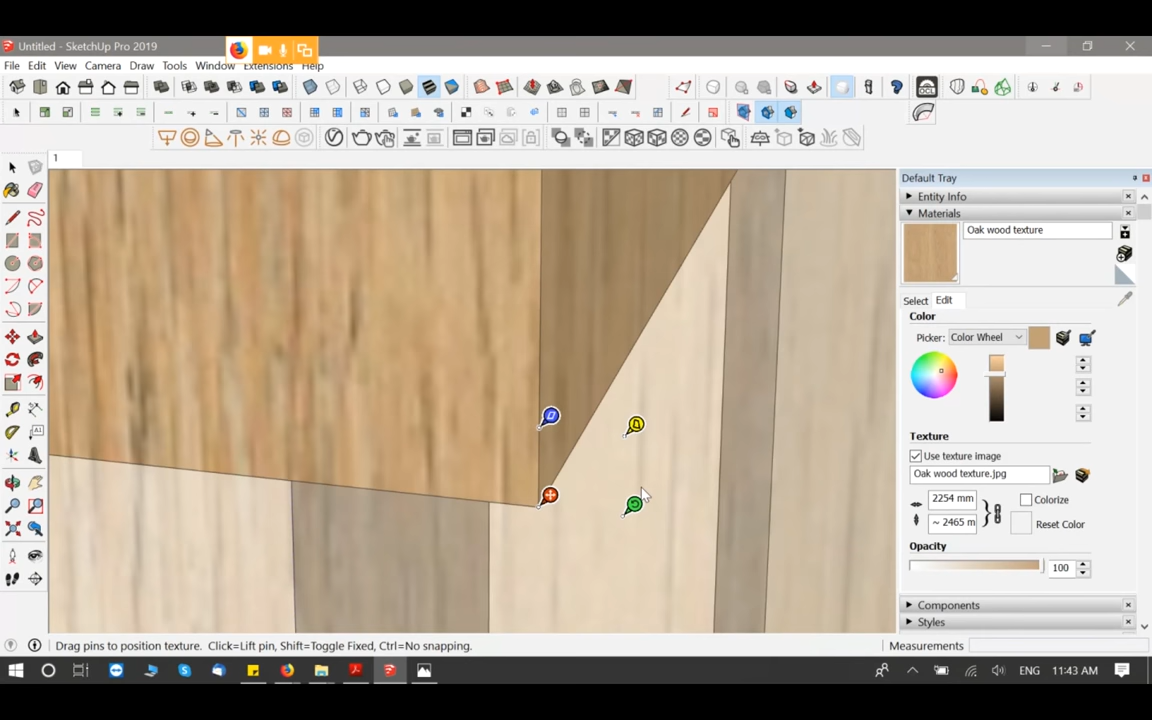 Untitled - SketchUp Pro 2019
File Edit View Camera Draw Tools Window Extensions Help
1
Default Tray
Entity Info
Materials
Oak wood texture
Select Edit
Color
Picker: Color Wheel
Texture
Use texture image
Oak wood texture.jpg
2254 mm
Colorize
~ 2465 m
Reset Color
Opacity
100
Components
Styles
Drag pins to position texture. Click=Lift pin, Shift=Toggle Fixed, Ctrl=No snapping.
Measurements
ENG 11:43 AM